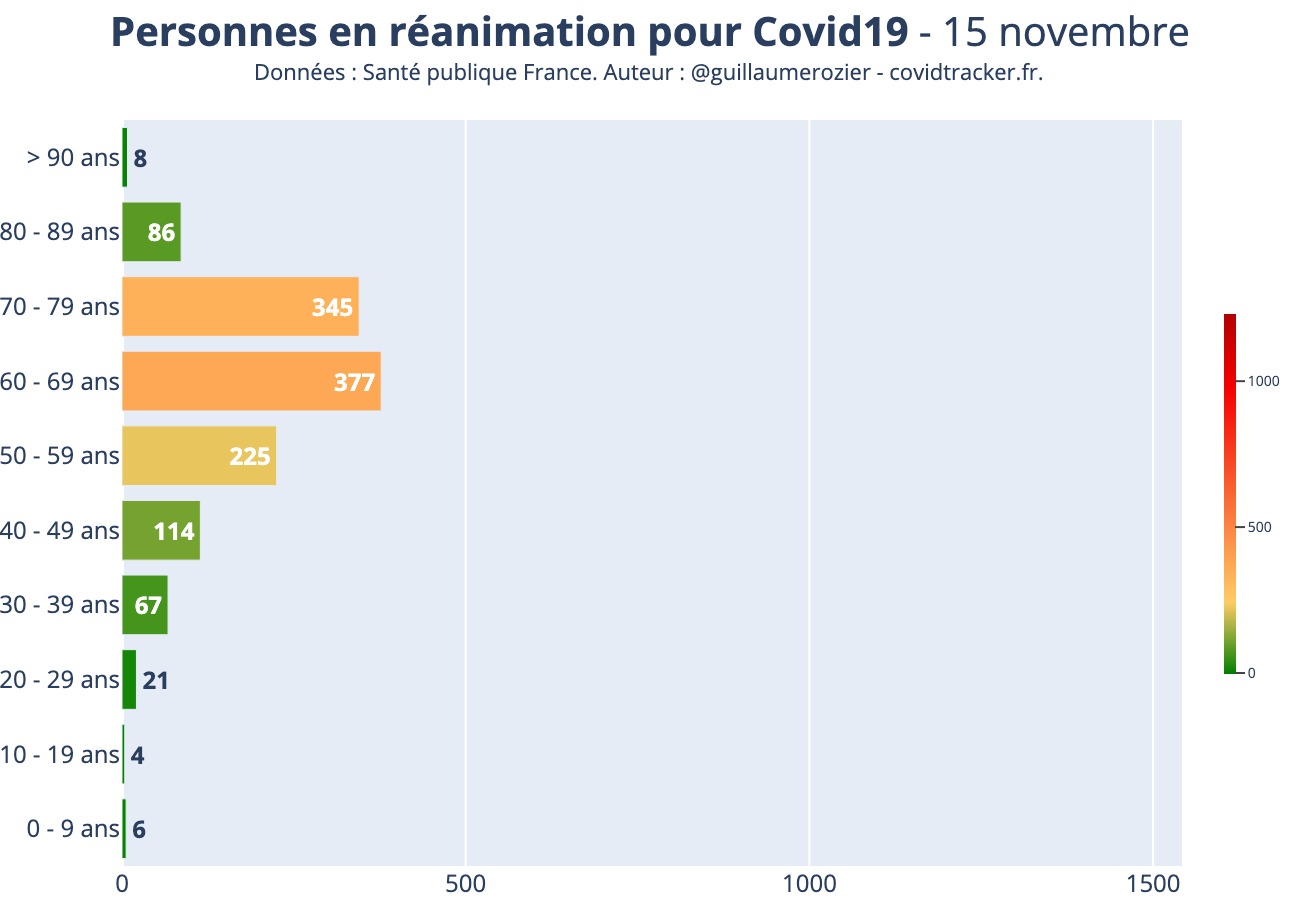 Personnes en réanimation pour Covid19 - 15 novembre
Données : Santé publique France. Auteur : @guillaumerozier - covidtracker.fr.
> 90 ans 8
80 - 89 ans 86
70 - 79 ans 345
60 - 69 ans 377
50 - 59 ans 225
40 - 49 ans 114
30 - 39 ans 67
20 - 29 ans 21
10 - 19 ans 4
0 - 9 ans 6
0 500 1000 1500
1000
500
0